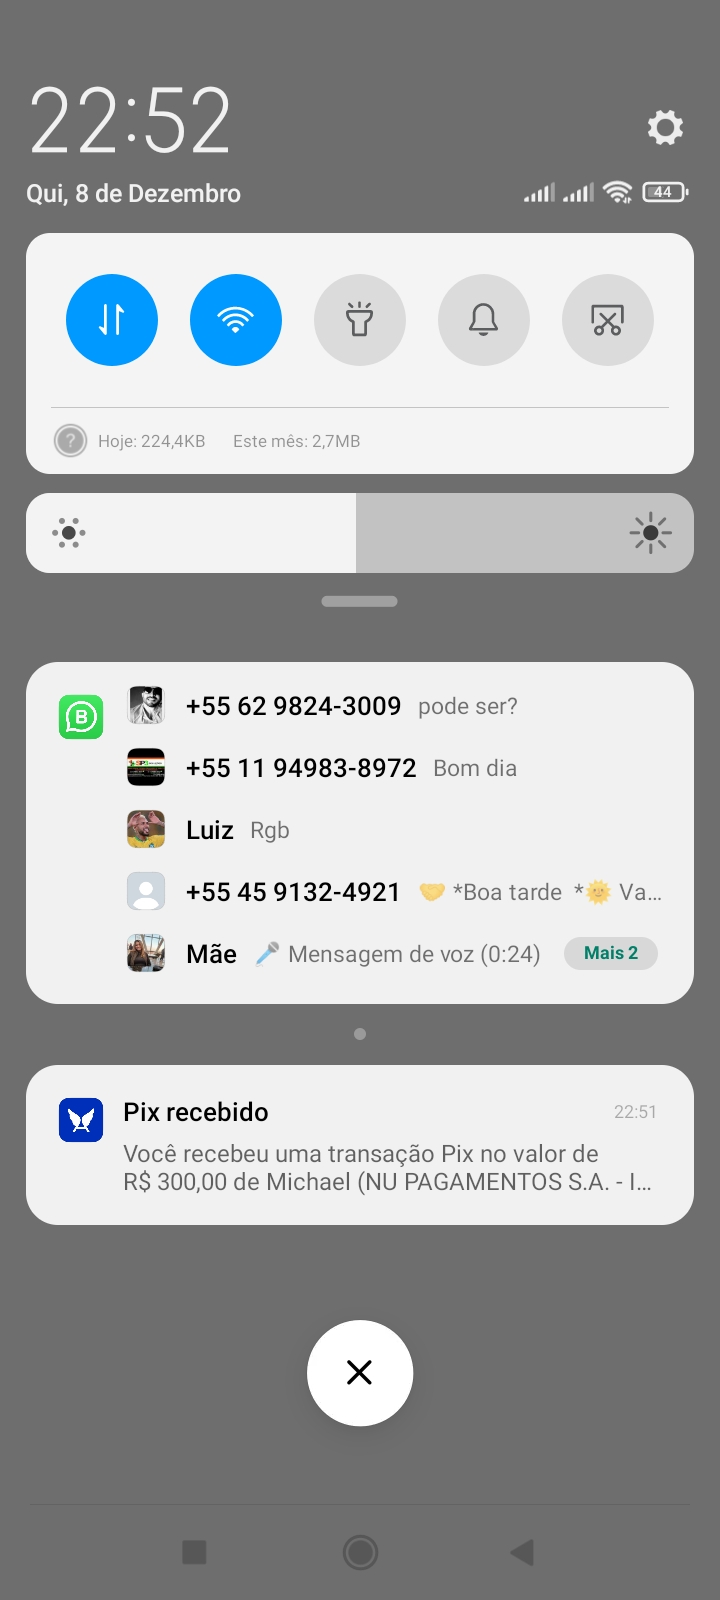 22:52
Qui, 8 de Dezembro
44
Hoje: 224,4KB Este mês: 2,7MB
+55 62 9824-3009 pode ser?
+55 11 94983-8972 Bom dia
Luiz Rgb
+55 45 9132-4921 🤝 *Boa tarde *🌞 Va...
Mãe 🎤 Mensagem de voz (0:24) Mais 2
Pix recebido 22:51
Você recebeu uma transação Pix no valor de
R$ 300,00 de Michael (NU PAGAMENTOS S.A. - I...